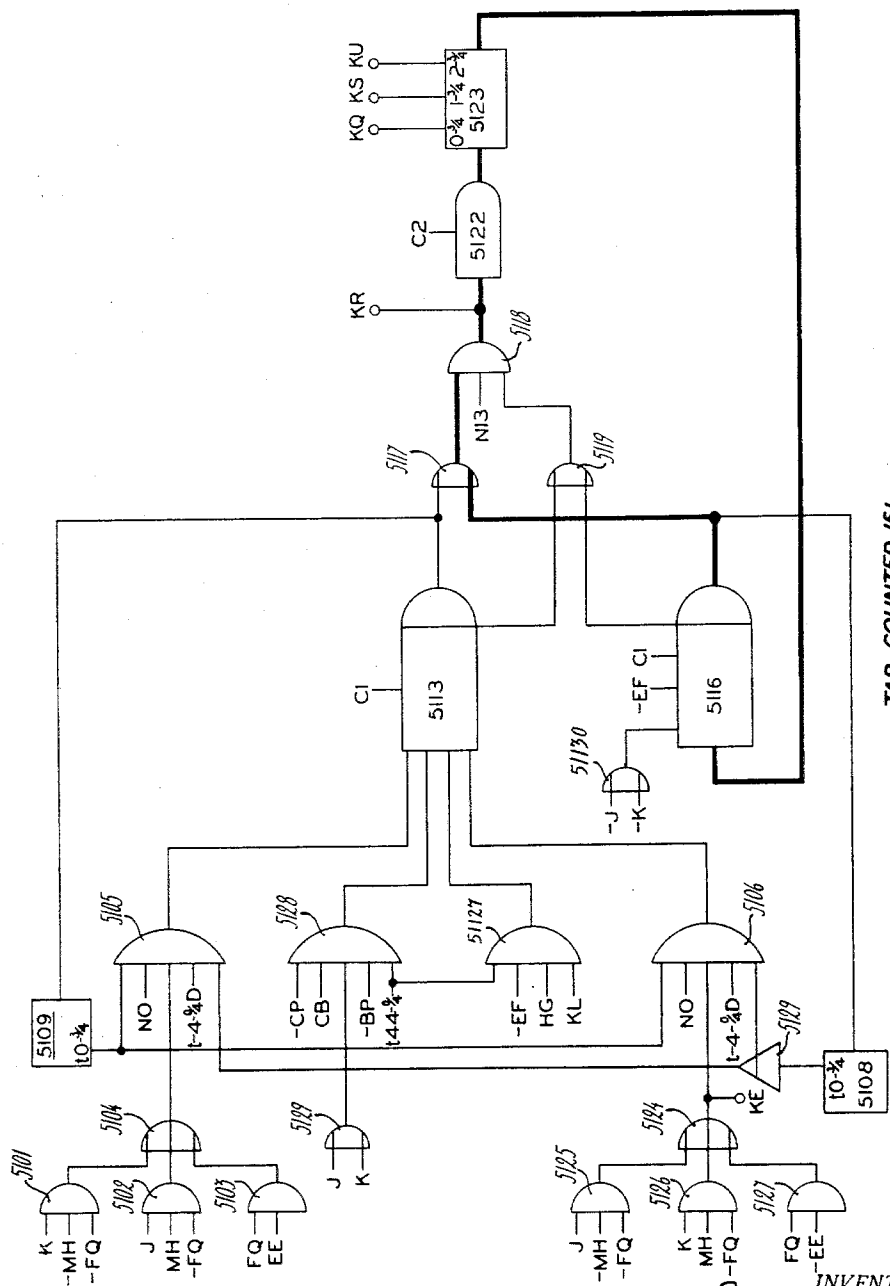 K
-MH
-FQ
5101
J
MH
-FQ
5102
FQ
EE
5103
5104
5109
t0-¾
NO
t-4-¾D
5105
-CP
CB
-BP
t44-¾
5128
J
K
5129
-EF
HG
KL
51127
NO
t-4-¾D
5106
5129
t0-¾
5108
KE
J
-MH
-FQ
5125
K
MH
-FQ
5126
FQ
-EE
5127
5124
C1
5113
-J
-K
51130
-EF
C1
5116
5117
5119
N13
5118
KR
C2
5122
KQ
KS
KU
0-¾
1-¾
2-¾
5123